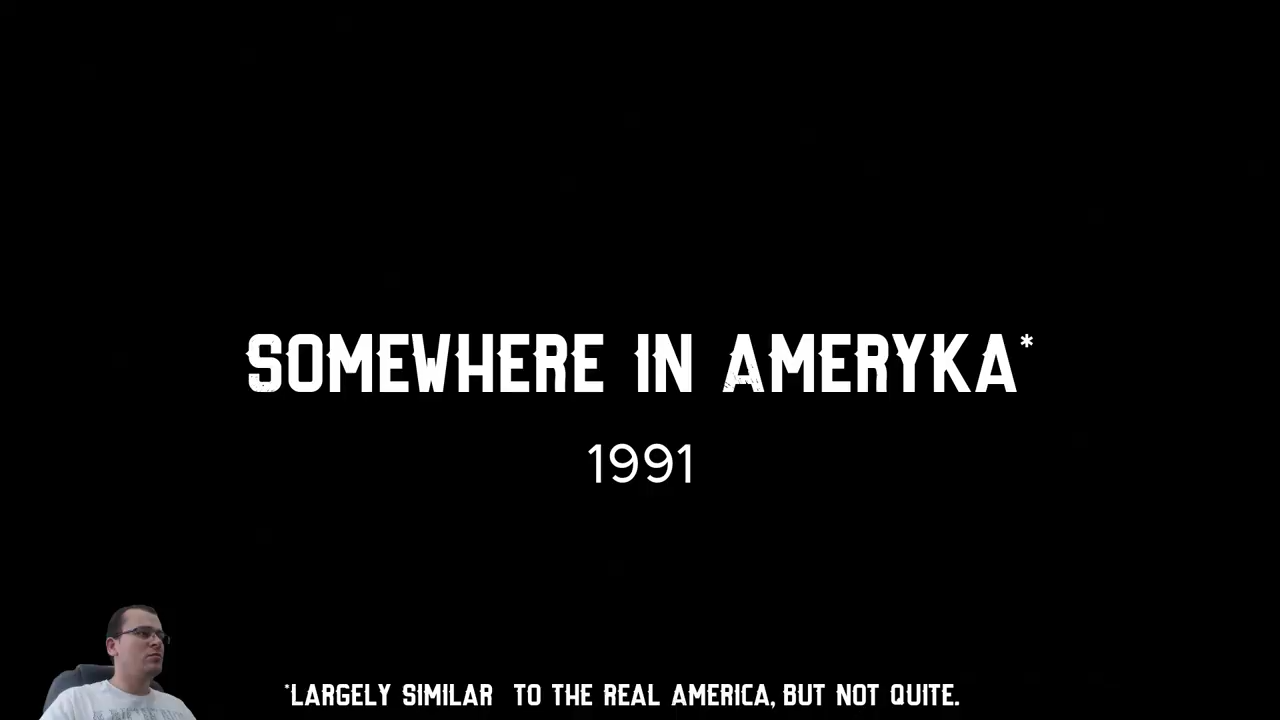 SOMEWHERE IN AMERYKA*
1991
*LARGELY SIMILAR TO THE REAL AMERICA, BUT NOT QUITE.